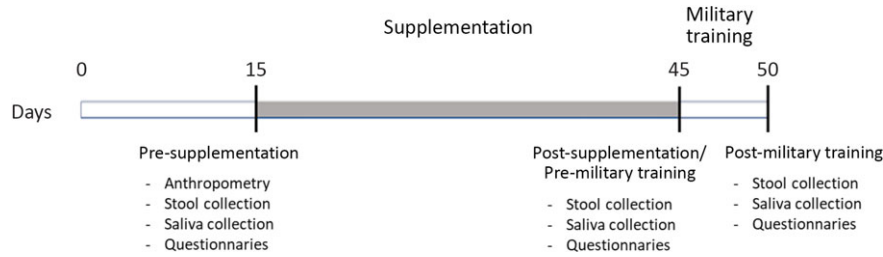 Supplementation
Military
training
0
15
45
50
Days
Pre-supplementation
- Anthropometry
- Stool collection
- Saliva collection
- Questionnaries
Post-supplementation/
Pre-military training
- Stool collection
- Saliva collection
- Questionnaries
Post-military training
- Stool collection
- Saliva collection
- Questionnaries